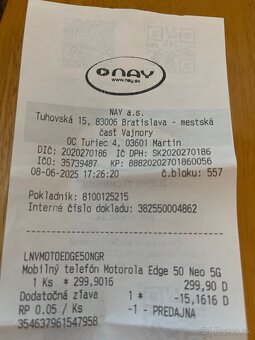 NAY
www.nay.sk
NAY a.s.
Tuhovská 15, 83006 Bratislava - mestská
časť Vajnory
OC Turiec 4, 03601 Martin
DIČ: 2020270186 IČ DPH: SK2020270186
IČO: 35739487 KP: 88820202701860056
08-06-2025 17:26:20 č.bloku: 557
Pokladník: 8100125215
Interné číslo dokladu: 382550004862
LNVMOTOEDGE50NGR
Mobilný telefón Motorola Edge 50 Neo 5G
1 Ks * 299,9016 299,90 D
Dodatočná zľava 1 * -15,1616 D
RP 0.05 / Ks -1 - PREDAJNA
354637961547958